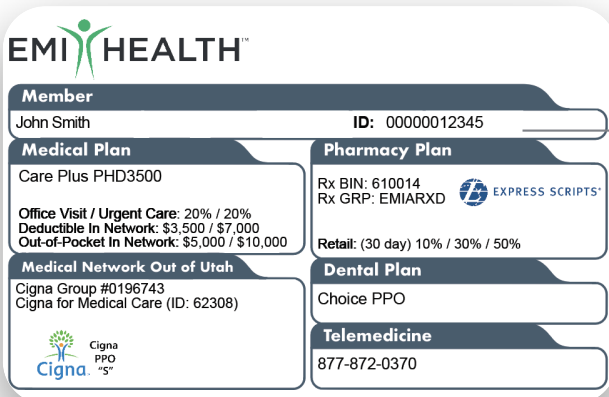 EMI HEALTH™
Member
John Smith
ID: 00000012345
Medical Plan
Care Plus PHD3500
Office Visit / Urgent Care: 20% / 20%
Deductible In Network: $3,500 / $7,000
Out-of-Pocket In Network: $5,000 / $10,000
Pharmacy Plan
Rx BIN: 610014
Rx GRP: EMIARXD
EXPRESS SCRIPTS®
Retail: (30 day) 10% / 30% / 50%
Medical Network Out of Utah
Cigna Group #0196743
Cigna for Medical Care (ID: 62308)
Cigna.
Cigna
PPO
“S”
Dental Plan
Choice PPO
Telemedicine
877-872-0370